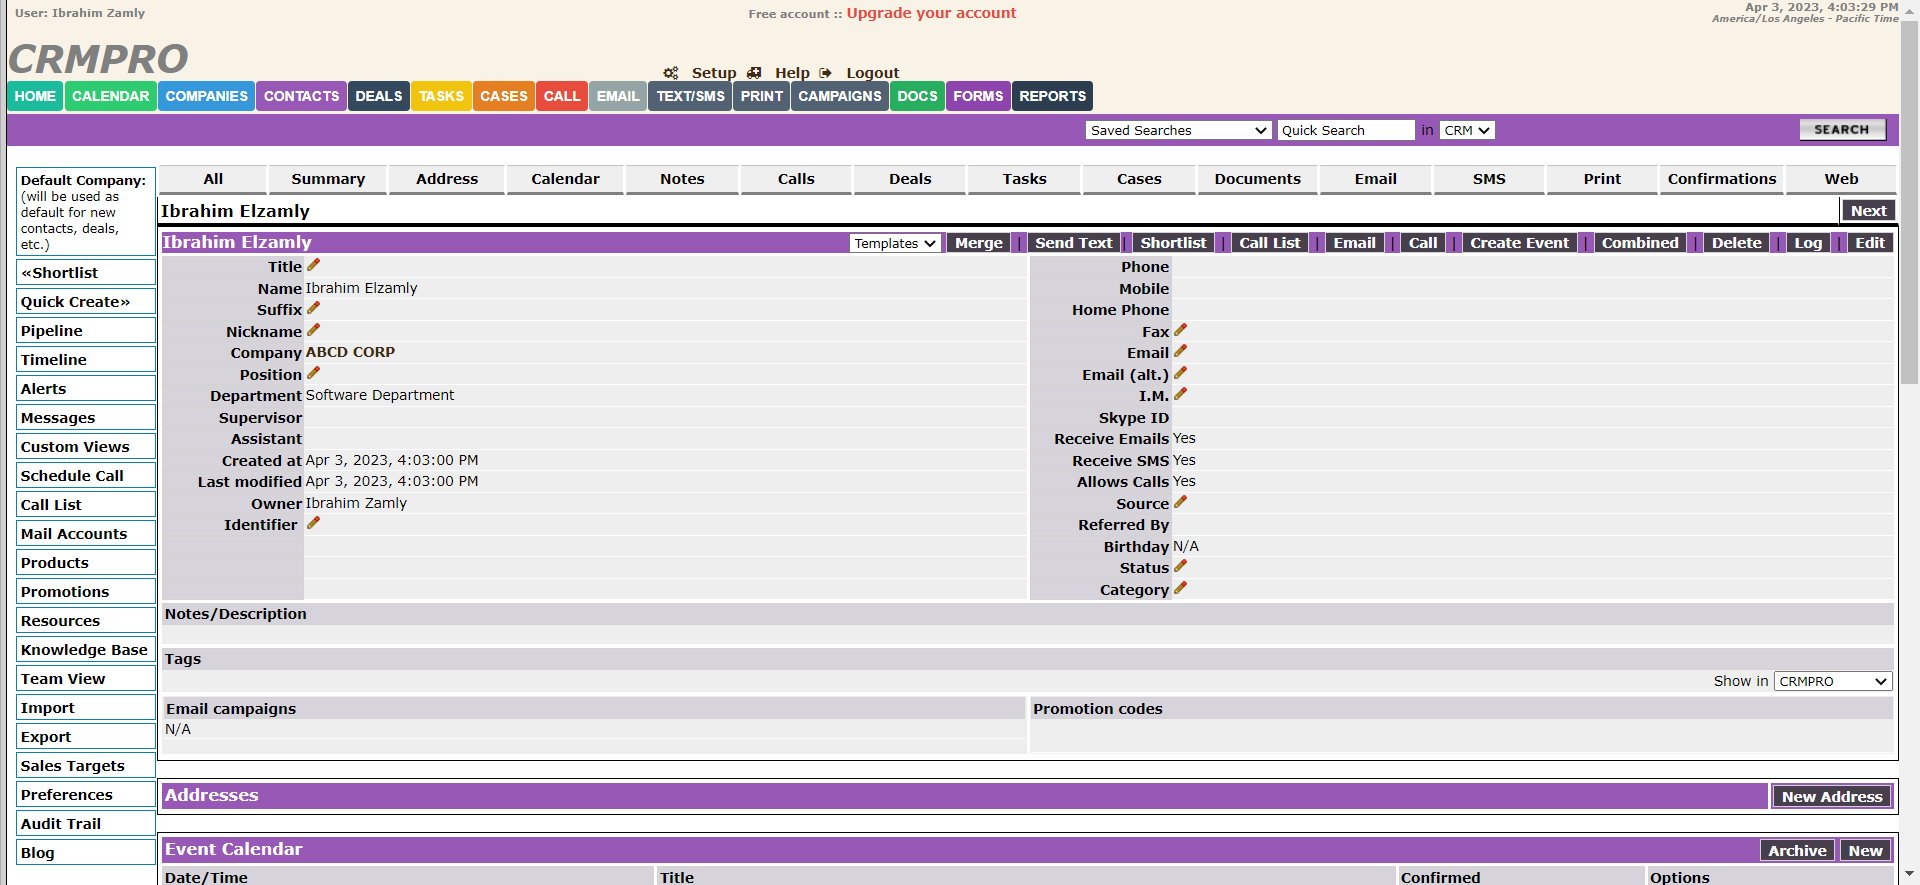 User: Ibrahim Zamly
Free account :: Upgrade your account
Apr 3, 2023, 4:03:29 PM
America/Los Angeles - Pacific Time
CRMPRO
Setup Help Logout
HOME CALENDAR COMPANIES CONTACTS DEALS TASKS CASES CALL EMAIL TEXT/SMS PRINT CAMPAIGNS DOCS FORMS REPORTS
Saved Searches Quick Search in CRM SEARCH
Default Company:
(will be used as
default for new
contacts, deals,
etc.)
«Shortlist
Quick Create»
Pipeline
Timeline
Alerts
Messages
Custom Views
Schedule Call
Call List
Mail Accounts
Products
Promotions
Resources
Knowledge Base
Team View
Import
Export
Sales Targets
Preferences
Audit Trail
Blog
All Summary Address Calendar Notes Calls Deals Tasks Cases Documents Email SMS Print Confirmations Web
Ibrahim Elzamly Next
Ibrahim Elzamly Templates Merge | Send Text | Shortlist | Call List | Email | Call | Create Event | Combined | Delete | Log | Edit
Title
Name Ibrahim Elzamly
Suffix
Nickname
Company ABCD CORP
Position
Department Software Department
Supervisor
Assistant
Created at Apr 3, 2023, 4:03:00 PM
Last modified Apr 3, 2023, 4:03:00 PM
Owner Ibrahim Zamly
Identifier
Phone
Mobile
Home Phone
Fax
Email
Email (alt.)
I.M.
Skype ID
Receive Emails Yes
Receive SMS Yes
Allows Calls Yes
Source
Referred By
Birthday N/A
Status
Category
Notes/Description
Tags
Show in CRMPRO
Email campaigns
N/A
Promotion codes
Addresses New Address
Event Calendar Archive New
Date/Time Title Confirmed Options